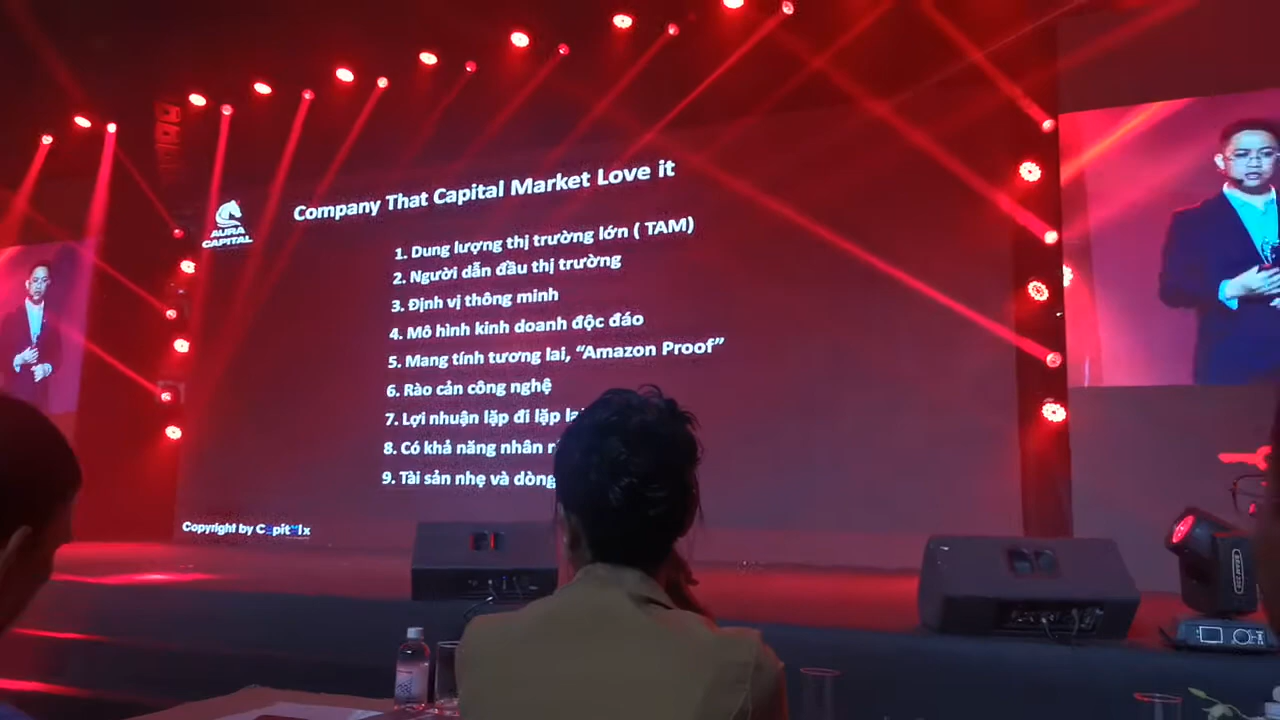 Company That Capital Market Love it
AURA
CAPITAL
1. Dung lượng thị trường lớn ( TAM)
2. Người dẫn đầu thị trường
3. Định vị thông minh
4. Mô hình kinh doanh độc đáo
5. Mang tính tương lai, “Amazon Proof”
6. Rào cản công nghệ
7. Lợi nhuận lặp đi lặp
8. Có khả năng nhân
9. Tài sản nhẹ và dòng
Copyright by Capitalx